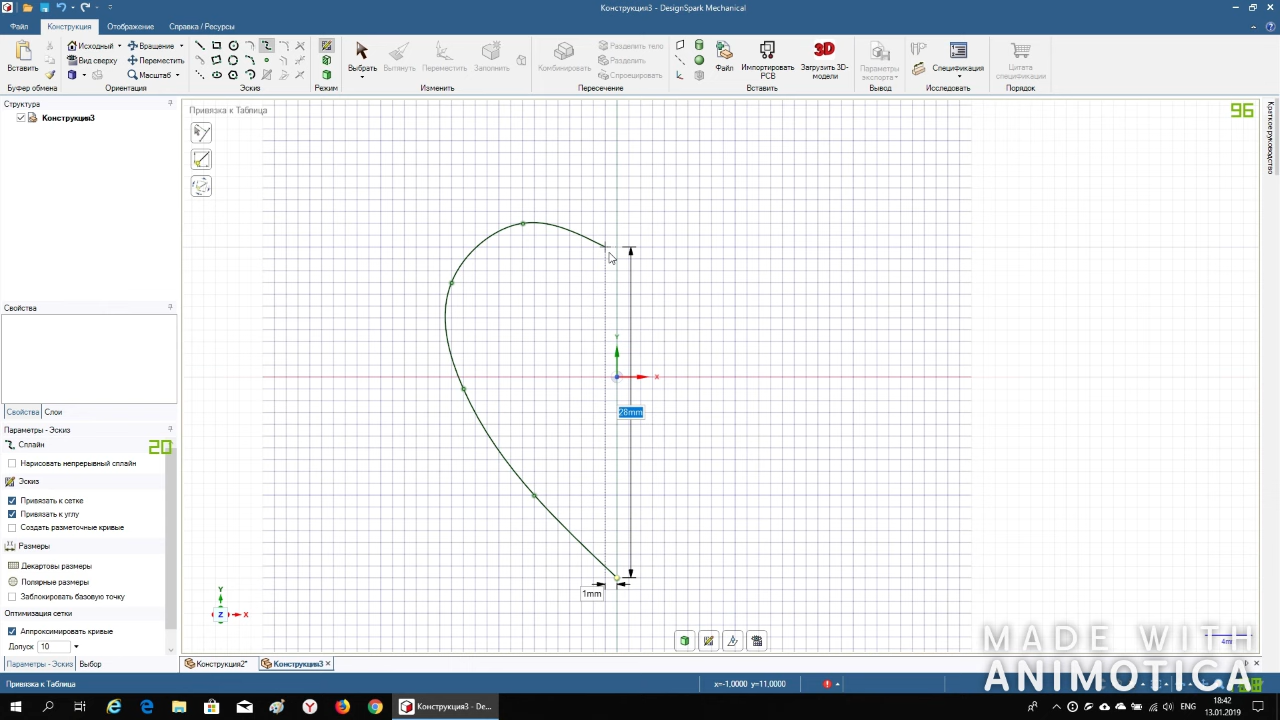 Конструкция3 - DesignSpark Mechanical
Файл
Конструкция
Отображение
Справка / Ресурсы
Вставить
Буфер обмена
Исходный
Вращение
Вид сверху
Переместить
Масштаб
Ориентация
Эскиз
Режим
Выбрать
Вытянуть
Переместить
Заполнить
Изменить
Комбинировать
Разделить тело
Разделить
Спроецировать
Пересечение
Файл
Импортировать PCB
Загрузить 3D-модели
Вставить
Параметры экспорта
Вывод
Спецификация
Исследовать
Цитата спецификации
Порядок
Структура
Конструкция3
Привязка к Таблица
96
Краткое руководство
Свойства
Свойства
Слои
Параметры - Эскиз
20
Сплайн
Нарисовать непрерывный сплайн
Эскиз
Привязать к сетке
Привязать к углу
Создать разметочные кривые
Размеры
Декартовы размеры
Полярные размеры
Заблокировать базовую точку
Оптимизация сетки
Аппроксимировать кривые
Допуск
10
Параметры - Эскиз
Выбор
Y
X
28mm
1mm
Y
Z
X
4mm
Конструкция2*
Конструкция3
Привязка к Таблица
x=-1,0000 y=11,0000
MADE WITH
ANIMOTICA
Конструкция3 - De...
18:42
13.01.2019